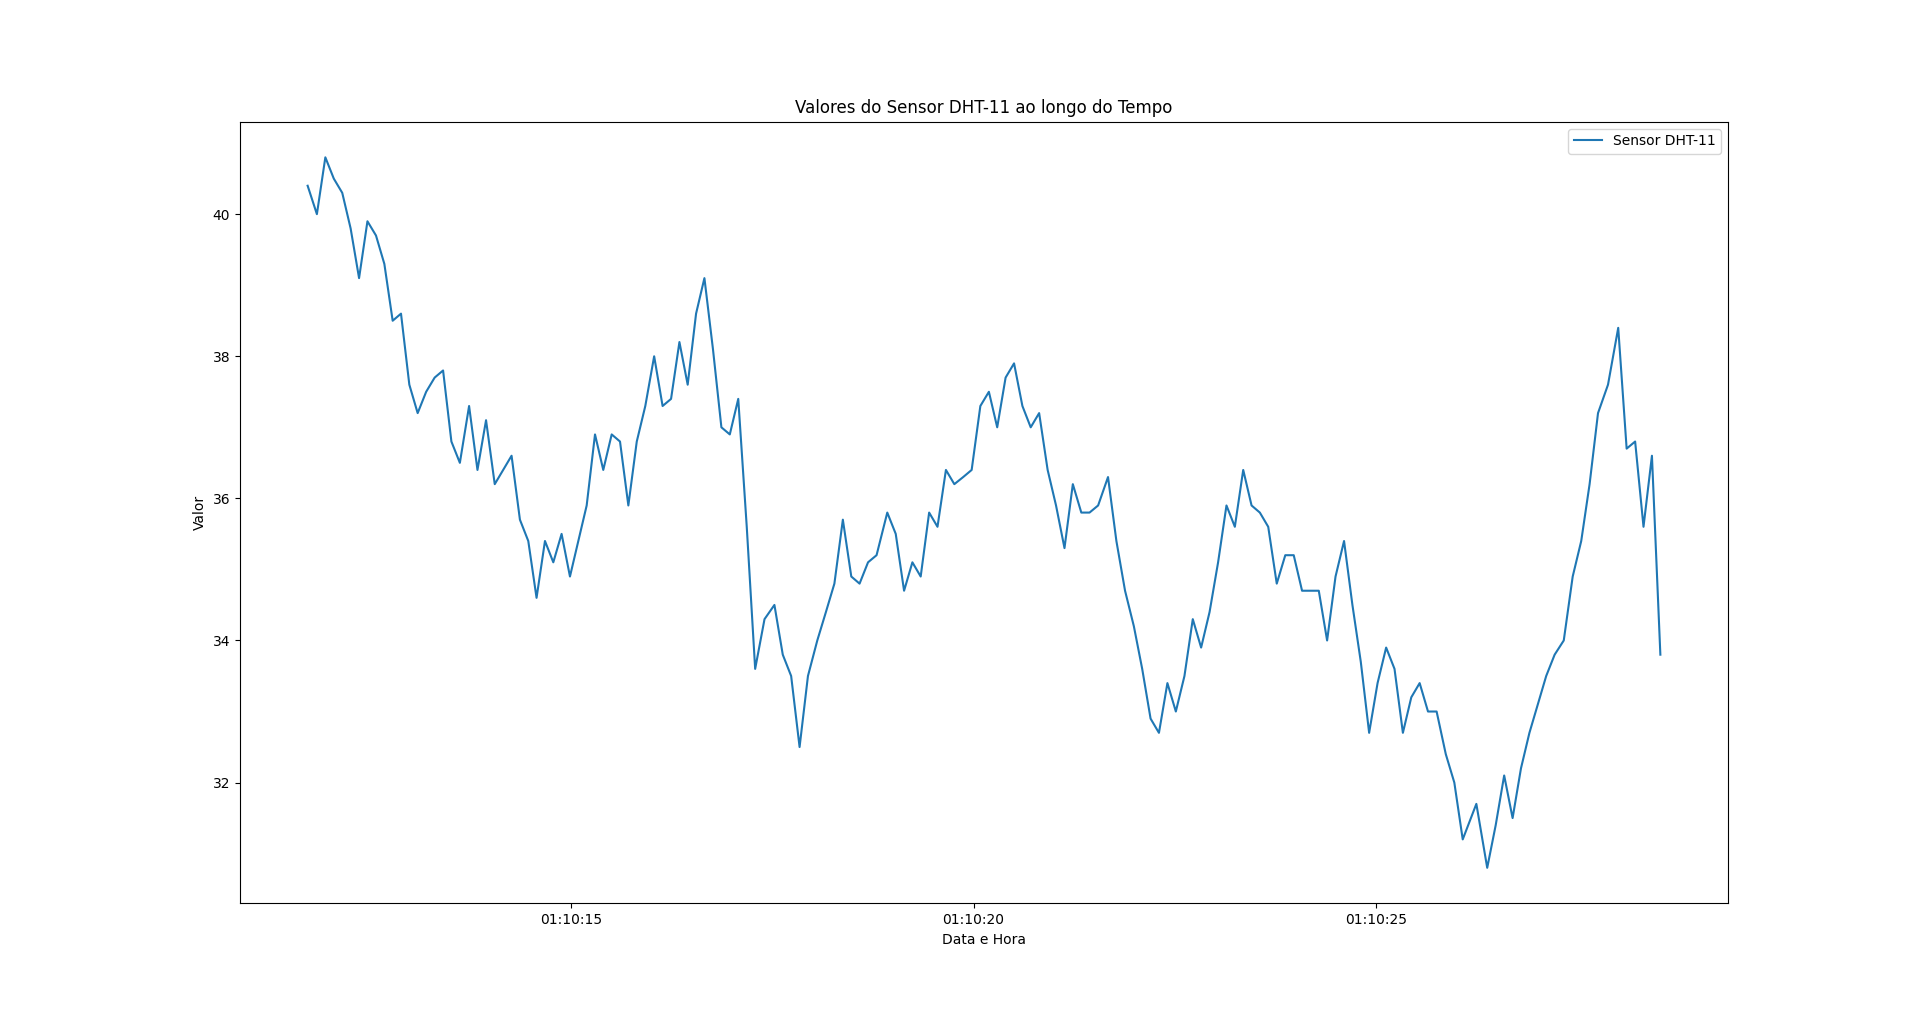 Valores do Sensor DHT-11 ao longo do Tempo
Sensor DHT-11
40
38
36
34
32
Valor
01:10:15 01:10:20 01:10:25
Data e Hora